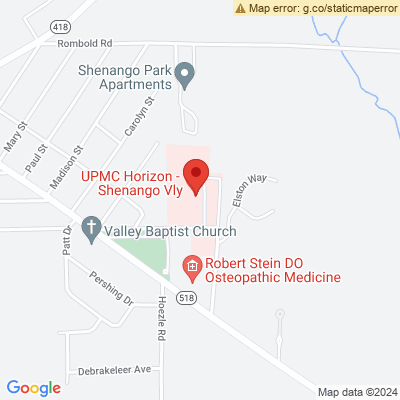 Map error: g.co/staticmaperror
418
Rombold Rd
Shenango Park
Apartments
Carolyn St
Mary St
Paul St
Madison St
UPMC Horizon -
Shenango Vly
Elston Way
Patt Dr
Valley Baptist Church
Robert Stein DO
Osteopathic Medicine
Pershing Dr
Hoezle Rd
518
Debrakeleer Ave
Google
Map data ©2024